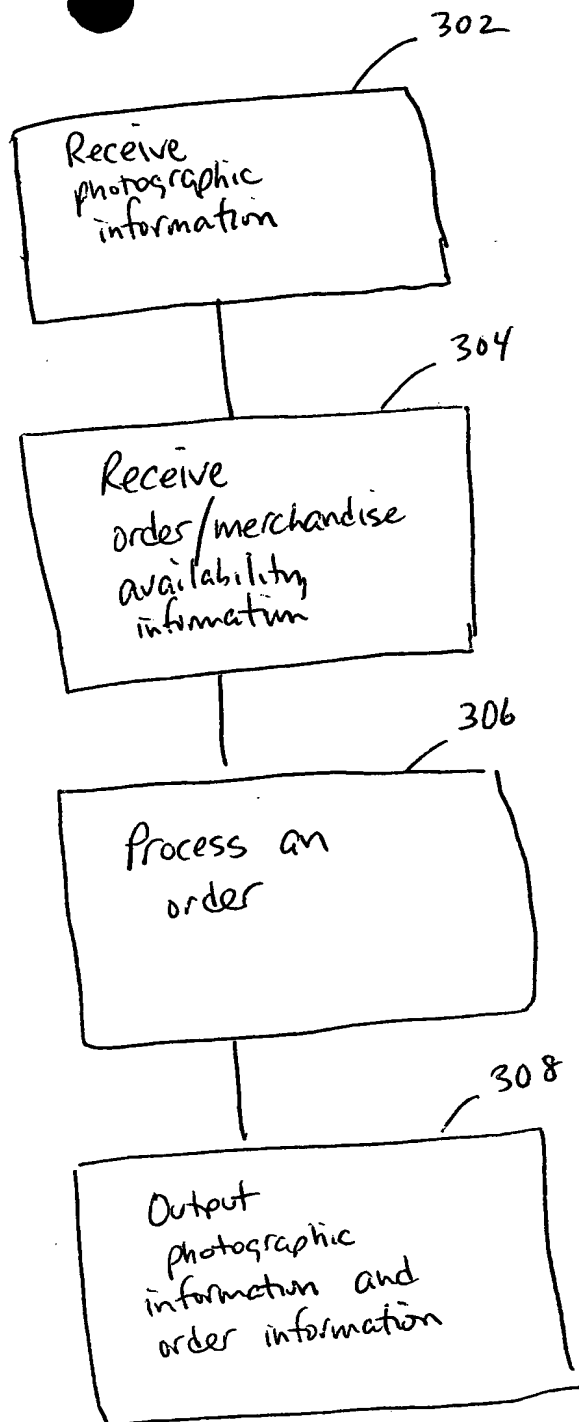 302
Receive
photographic
information
304
Receive
order/merchandise
availability
information
306
Process an
order
308
Output
photographic
information and
order information